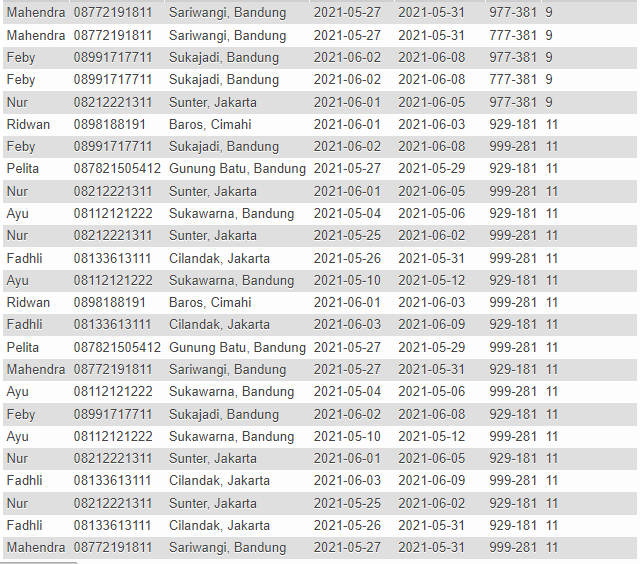 Mahendra 08772191811 Sariwangi, Bandung 2021-05-27 2021-05-31 977-381 9
Mahendra 08772191811 Sariwangi, Bandung 2021-05-27 2021-05-31 777-381 9
Feby 08991717711 Sukajadi, Bandung 2021-06-02 2021-06-08 977-381 9
Feby 08991717711 Sukajadi, Bandung 2021-06-02 2021-06-08 777-381 9
Nur 08212221311 Sunter, Jakarta 2021-06-01 2021-06-05 977-381 9
Ridwan 0898188191 Baros, Cimahi 2021-06-01 2021-06-03 929-181 11
Feby 08991717711 Sukajadi, Bandung 2021-06-02 2021-06-08 999-281 11
Pelita 087821505412 Gunung Batu, Bandung 2021-05-27 2021-05-29 929-181 11
Nur 08212221311 Sunter, Jakarta 2021-06-01 2021-06-05 999-281 11
Ayu 08112121222 Sukawarna, Bandung 2021-05-04 2021-05-06 929-181 11
Nur 08212221311 Sunter, Jakarta 2021-05-25 2021-06-02 999-281 11
Fadhli 08133613111 Cilandak, Jakarta 2021-05-26 2021-05-31 999-281 11
Ayu 08112121222 Sukawarna, Bandung 2021-05-10 2021-05-12 929-181 11
Ridwan 0898188191 Baros, Cimahi 2021-06-01 2021-06-03 999-281 11
Fadhli 08133613111 Cilandak, Jakarta 2021-06-03 2021-06-09 929-181 11
Pelita 087821505412 Gunung Batu, Bandung 2021-05-27 2021-05-29 999-281 11
Mahendra 08772191811 Sariwangi, Bandung 2021-05-27 2021-05-31 929-181 11
Ayu 08112121222 Sukawarna, Bandung 2021-05-04 2021-05-06 999-281 11
Feby 08991717711 Sukajadi, Bandung 2021-06-02 2021-06-08 929-181 11
Ayu 08112121222 Sukawarna, Bandung 2021-05-10 2021-05-12 999-281 11
Nur 08212221311 Sunter, Jakarta 2021-06-01 2021-06-05 929-181 11
Fadhli 08133613111 Cilandak, Jakarta 2021-06-03 2021-06-09 999-281 11
Nur 08212221311 Sunter, Jakarta 2021-05-25 2021-06-02 929-181 11
Fadhli 08133613111 Cilandak, Jakarta 2021-05-26 2021-05-31 929-181 11
Mahendra 08772191811 Sariwangi, Bandung 2021-05-27 2021-05-31 999-281 11